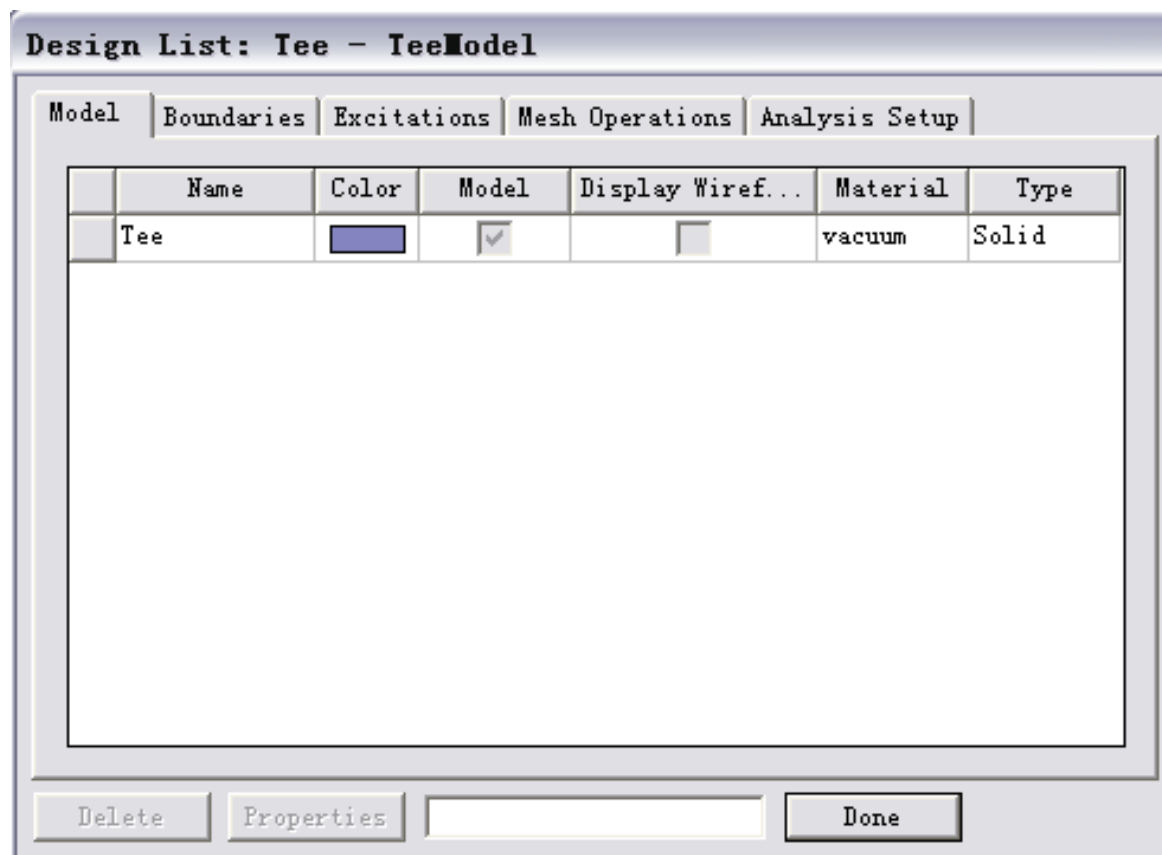 Design List: Tee - TeeModel
Model Boundaries Excitations Mesh Operations Analysis Setup
Name Color Model Display Wiref... Material Type
Tee vacuum Solid
Delete Properties Done